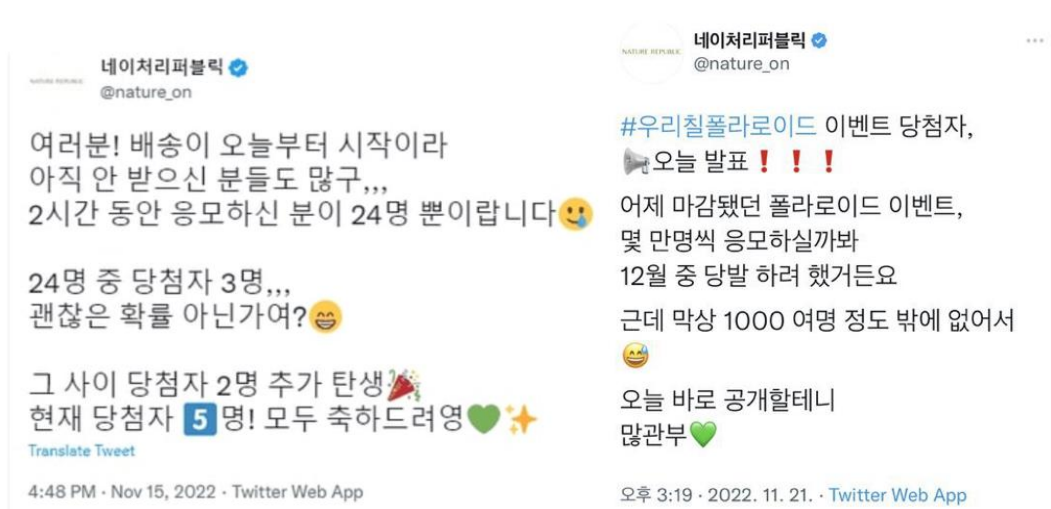 네이처리퍼블릭
NATURE REPUBLIC
@nature_on
여러분! 배송이 오늘부터 시작이라
아직 안 받으신 분들도 많구,,,
2시간 동안 응모하신 분이 24명 뿐이랍니다🥲
24명 중 당첨자 3명,,,
괜찮은 확률 아닌가여?😁
그 사이 당첨자 2명 추가 탄생🎉
현재 당첨자 5️⃣명! 모두 축하드려영💚✨
Translate Tweet
4:48 PM · Nov 15, 2022 · Twitter Web App
네이처리퍼블릭
NATURE REPUBLIC
@nature_on
#우리칠폴라로이드 이벤트 당첨자,
📢오늘 발표❗❗❗
어제 마감됐던 폴라로이드 이벤트,
몇 만명씩 응모하실까봐
12월 중 당발 하려 했거든요
근데 막상 1000 여명 정도 밖에 없어서
😅
오늘 바로 공개할테니
많관부💚
오후 3:19 · 2022. 11. 21. · Twitter Web App